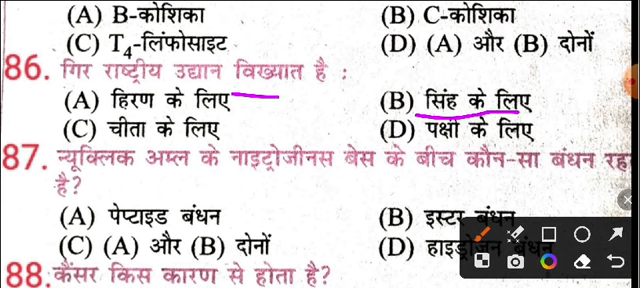 (A) B-कोशिका (B) C-कोशिका
(C) T4-लिंफोसाइट (D) (A) और (B) दोनों
86. गिर राष्ट्रीय उद्यान विख्यात है :
(A) हिरण के लिए (B) सिंह के लिए
(C) चीता के लिए (D) पक्षी के लिए
87. न्यूक्लिक अम्ल के नाइट्रोजीनस बेस के बीच कौन-सा बंधन रह
है?
(A) पेप्टाइड बंधन (B) इस्टर बंधन
(C) (A) और (B) दोनों (D) हाइड्रोजन बंधन
88. कैंसर किस कारण से होता है?